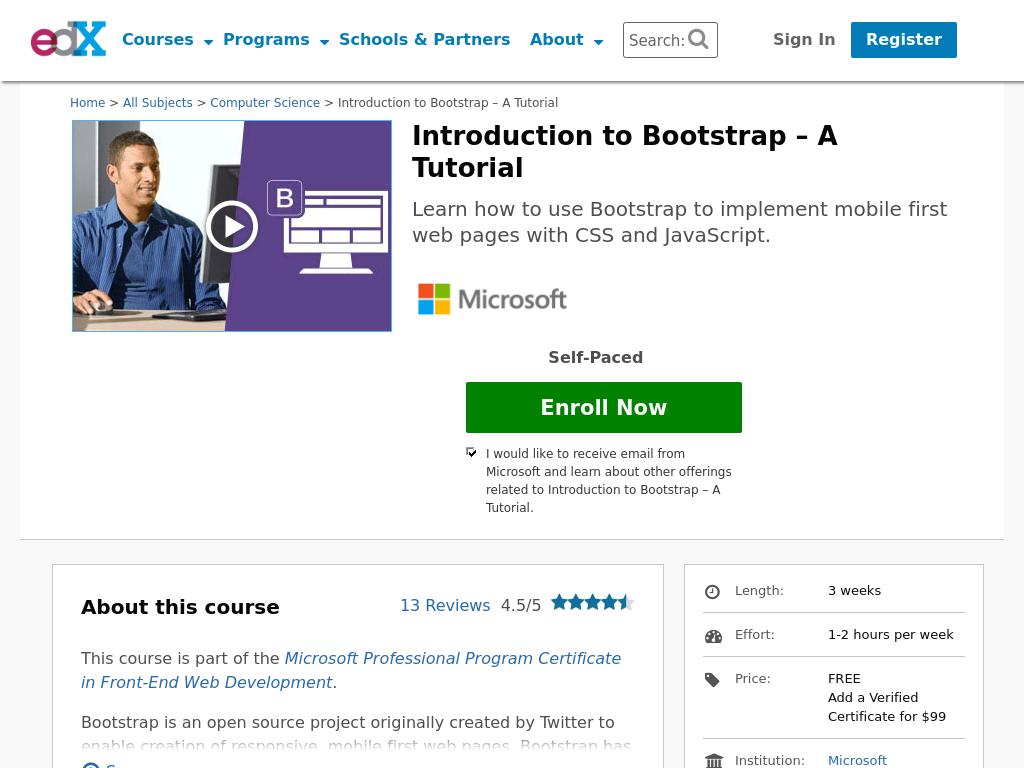 edX Courses Programs Schools & Partners About Search: Sign In Register
Home > All Subjects > Computer Science > Introduction to Bootstrap – A Tutorial
B
Introduction to Bootstrap – A
Tutorial
Learn how to use Bootstrap to implement mobile first
web pages with CSS and JavaScript.
Microsoft
Self-Paced
Enroll Now
I would like to receive email from
Microsoft and learn about other offerings
related to Introduction to Bootstrap – A
Tutorial.
About this course
13 Reviews 4.5/5
This course is part of the Microsoft Professional Program Certificate
in Front-End Web Development.
Bootstrap is an open source project originally created by Twitter to
enable creation of responsive, mobile first web pages. Bootstrap has
Length: 3 weeks
Effort: 1-2 hours per week
Price: FREE
Add a Verified
Certificate for $99
Institution: Microsoft